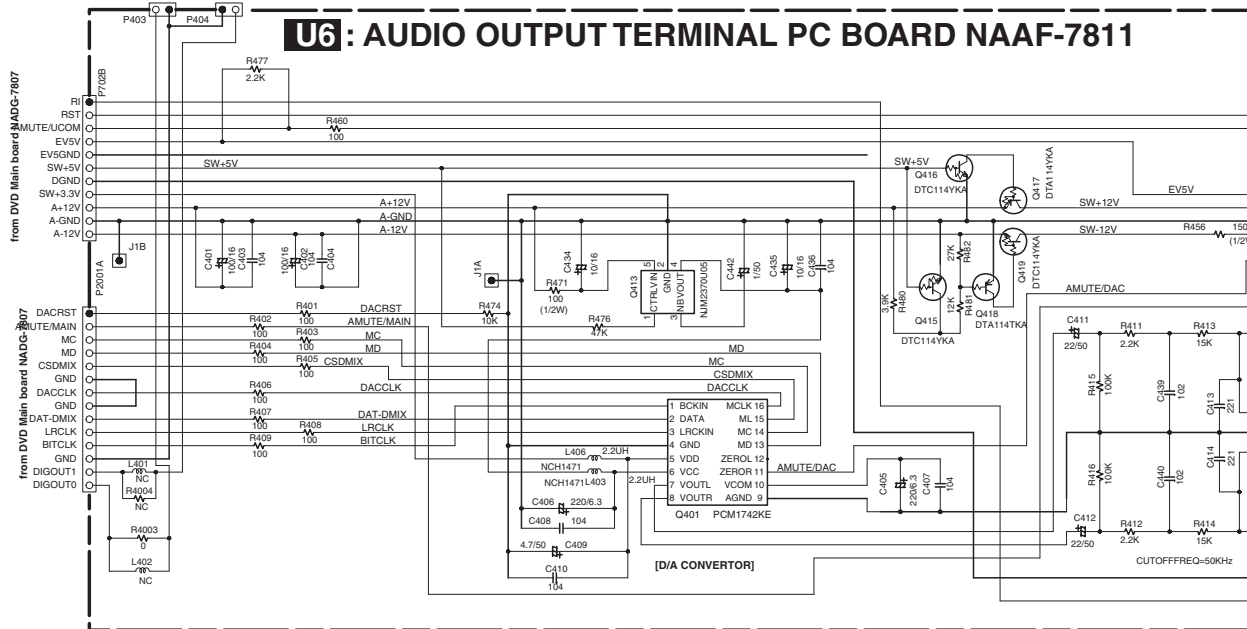 P403
P404
U6 : AUDIO OUTPUT TERMINAL PC BOARD NAAF-7811
from DVD Main board NADG-7807
P702B
RI
RST
AMUTE/UCOM
EV5V
EV5GND
SW+5V
DGND
SW+3.3V
A+12V
A-GND
A-12V
R477
2.2K
R460
100
SW+5V
A+12V
A-GND
A-12V
J1B
C401
100/16
C403
104
100/16
C402
104
C404
J1A
C434
10/16
R471
100
(1/2W)
R476
47K
Q413
5 2 4
CTRLVIN
GND
NBVOUT
1 3
NJM2370U05
C442
1/50
C435
10/16
C436
104
SW+5V
Q416
DTC114YKA
Q417
DTA114YKA
EV5V
SW+12V
SW-12V
R456
150
(1/2W
3.9K
R480
Q415
DTC114YKA
27K
R482
12K
R481
Q418
DTA114TKA
Q419
DTC114YKA
AMUTE/DAC
from DVD Main board NADG-7807
P2001A
DACRST
AMUTE/MAIN
MC
MD
CSDMIX
GND
DACCLK
GND
DAT-DMIX
LRCLK
BITCLK
GND
DIGOUT1
DIGOUT0
R401
100
R402
100
R403
100
R404
100
R405
100
R406
100
R407
100
R408
100
R409
100
DACRST
AMUTE/MAIN
MC
MD
CSDMIX
DACCLK
DAT-DMIX
LRCLK
BITCLK
R474
10K
MD
MC
CSDMIX
DACCLK
1 BCKIN MCLK 16
2 DATA ML 15
3 LRCKIN MC 14
4 GND MD 13
5 VDD ZEROL 12
6 VCC ZEROR 11
7 VOUTL VCOM 10
8 VOUTR AGND 9
Q401 PCM1742KE
[D/A CONVERTOR]
AMUTE/DAC
L406 2.2UH
NCH1471
NCH1471 L403 2.2UH
C406 220/6.3
C408 104
4.7/50 C409
C410
104
C405
220/6.3
C407
104
L401
NC
R4004
NC
R4003
0
L402
NC
C411
22/50
R411
2.2K
R413
15K
R415
100K
C439
102
C413
221
R416
100K
C440
102
C414
221
C412
22/50
R412
2.2K
R414
15K
CUTOFFFREQ=50KHz